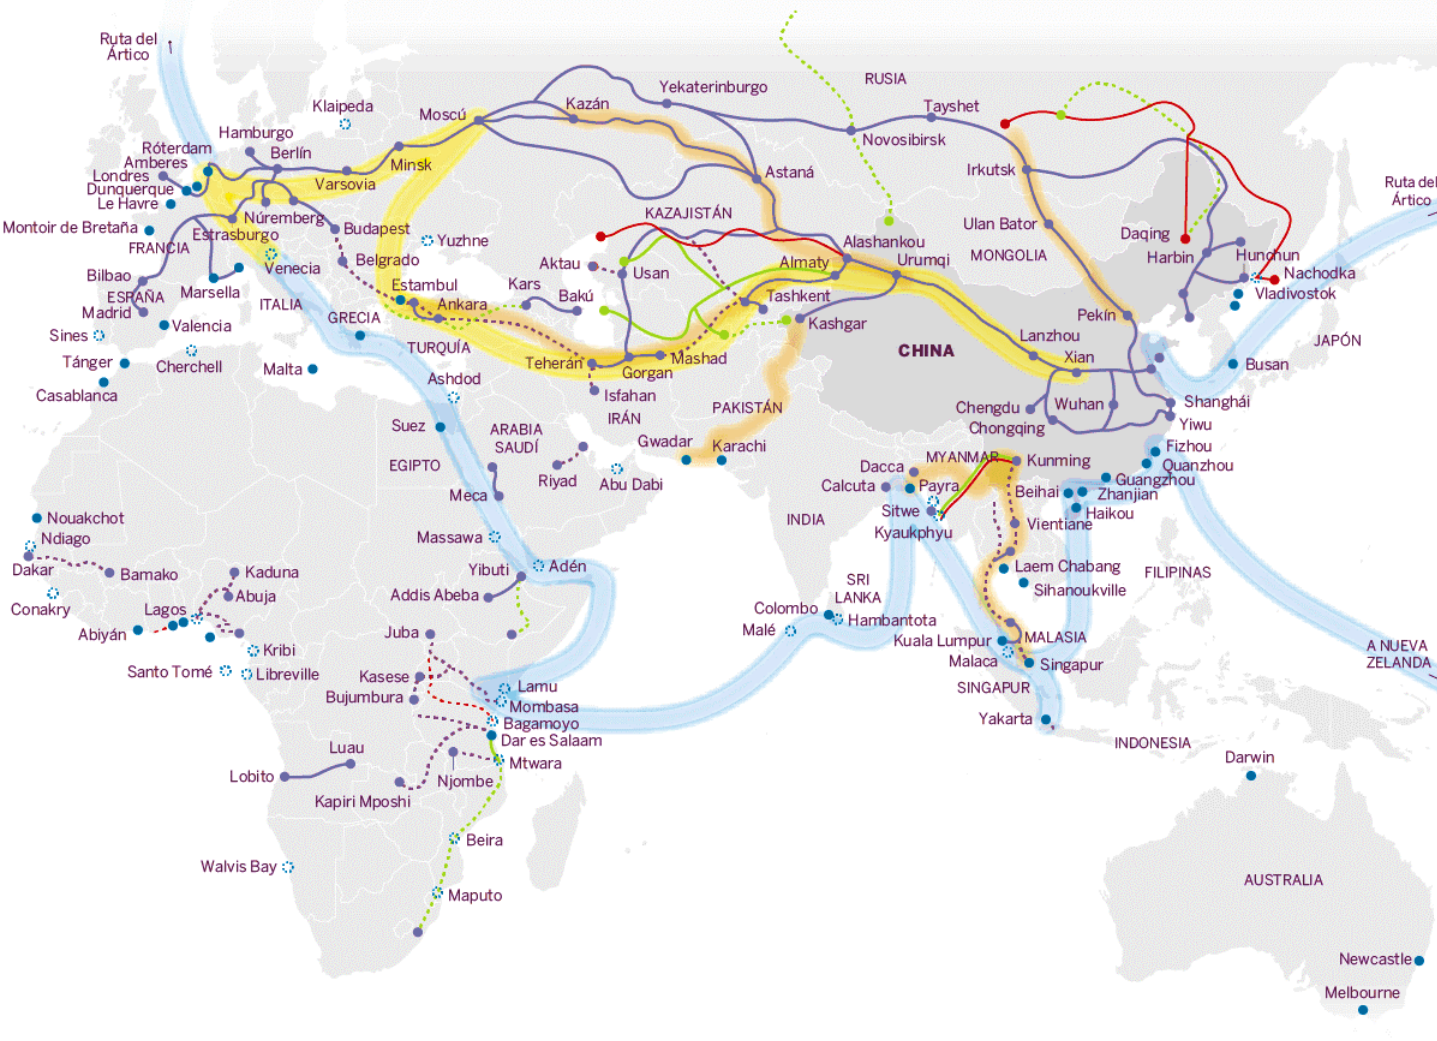 Ruta del
Ártico
Klaipeda
Moscú
Kazán
Yekaterinburgo
RUSIA
Tayshet
Novosibirsk
Hamburgo
Róterdam
Berlín
Amberes
Londres
Dunquerque
Le Havre
Varsovia
Minsk
Astaná
Irkutsk
Ruta del
Ártico
Montoir de Bretaña
Núremberg
Estrasburgo
FRANCIA
Budapest
Yuzhne
KAZAJISTÁN
Ulan Bator
MONGOLIA
Daqing
Harbin
Hunchun
Nachodka
Vladivostok
Venecia
Belgrado
Aktau
Usan
Almaty
Alashankou
Urumqi
Bilbao
ESPAÑA
Madrid
Marsella
ITALIA
Estambul
Ankara
Kars
Bakú
Tashkent
Kashgar
Pekín
Sines
Valencia
GRECIA
TURQUÍA
Lanzhou
Xian
JAPÓN
Tánger
Cherchell
Malta
Teherán
Gorgan
Mashad
CHINA
Busan
Casablanca
Ashdod
Isfahan
IRÁN
PAKISTÁN
Chengdu
Wuhan
Chongqing
Shanghái
Yiwu
Suez
ARABIA
SAUDÍ
Gwadar
Karachi
Fizhou
Quanzhou
EGIPTO
Riyad
Abu Dabi
MYANMAR
Kunming
Dacca
Calcuta
Payra
Guangzhou
Beihai
Zhanjian
Haikou
Meca
Sitwe
Kyaukphyu
INDIA
Vientiane
Nouakchot
Ndiago
Massawa
Dakar
Bamako
Kaduna
Abuja
Yibuti
Adén
Laem Chabang
Sihanoukville
FILIPINAS
Conakry
Lagos
Addis Abeba
SRI
LANKA
Colombo
Hambantota
Malé
Abiyán
Juba
Kuala Lumpur
MALASIA
Malaca
Singapur
A NUEVA
ZELANDA
Kribi
Santo Tomé
Libreville
Kasese
Bujumbura
Lamu
Mombasa
Bagamoyo
Dar es Salaam
SINGAPUR
Yakarta
INDONESIA
Luau
Lobito
Mtwara
Njombe
Kapiri Mposhi
Darwin
Beira
Walvis Bay
Maputo
AUSTRALIA
Newcastle
Melbourne